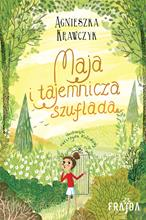 AGNIESZKA
KRAWCZYK
Maja
i tajemnicza
szuflada
FRAJDA